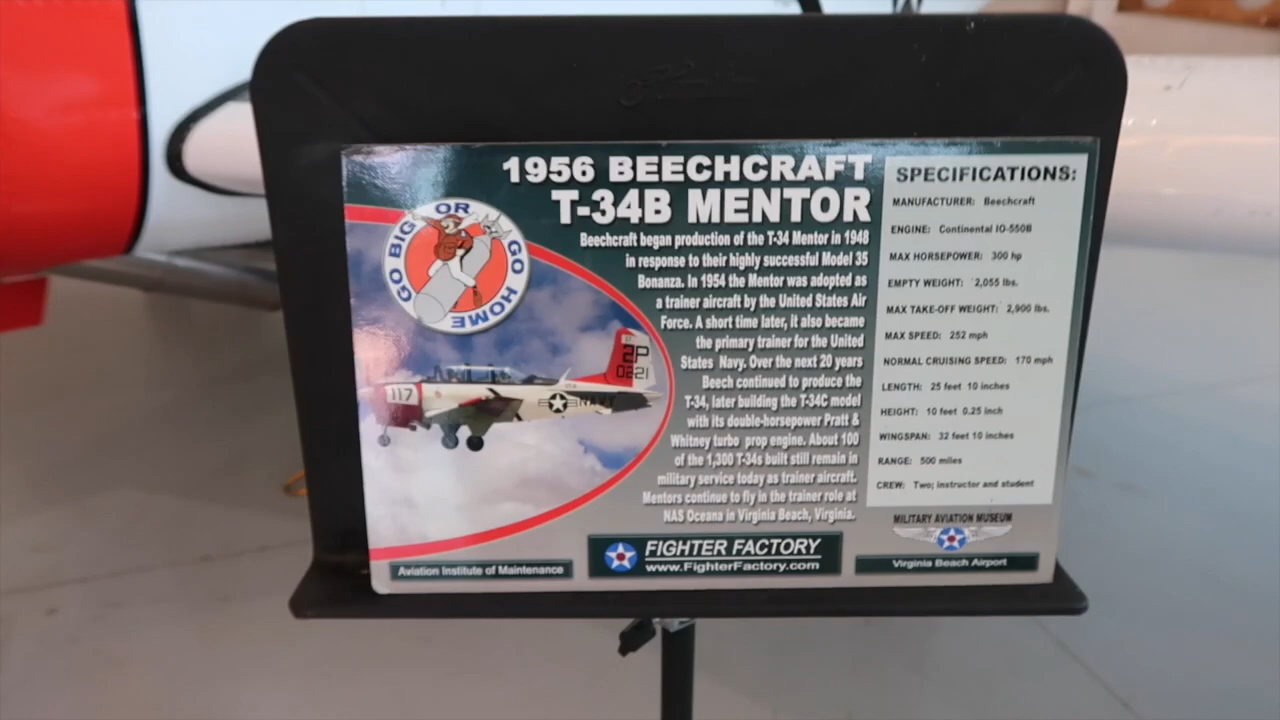 1956 BEECHCRAFT
T-34B MENTOR
GO BIG OR GO HOME
Beechcraft began production of the T-34 Mentor in 1948
in response to their highly successful Model 35
Bonanza. In 1954 the Mentor was adopted as
a trainer aircraft by the United States Air
Force. A short time later, it also became
the primary trainer for the United
States Navy. Over the next 20 years
Beech continued to produce the
T-34, later building the T-34C model
with its double-horsepower Pratt &
Whitney turbo prop engine. About 100
of the 1,300 T-34s built still remain in
military service today as trainer aircraft.
Mentors continue to fly in the trainer role at
NAS Oceana in Virginia Beach, Virginia.
2P
0221
117
NAVY
SPECIFICATIONS:
MANUFACTURER: Beechcraft
ENGINE: Continental IO-550B
MAX HORSEPOWER: 300 hp
EMPTY WEIGHT: 2,055 lbs.
MAX TAKE-OFF WEIGHT: 2,900 lbs.
MAX SPEED: 252 mph
NORMAL CRUISING SPEED: 170 mph
LENGTH: 25 feet 10 inches
HEIGHT: 10 feet 0.25 inch
WINGSPAN: 32 feet 10 inches
RANGE: 500 miles
CREW: Two; instructor and student
Aviation Institute of Maintenance
FIGHTER FACTORY
www.FighterFactory.com
MILITARY AVIATION MUSEUM
Virginia Beach Airport